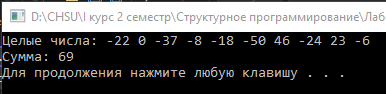 D:\CHSU\I курс 2 семестр\Структурное программирование\Лаб
Целые числа: -22 0 -37 -8 -18 -50 46 -24 23 -6
Сумма: 69
Для продолжения нажмите любую клавишу . . .